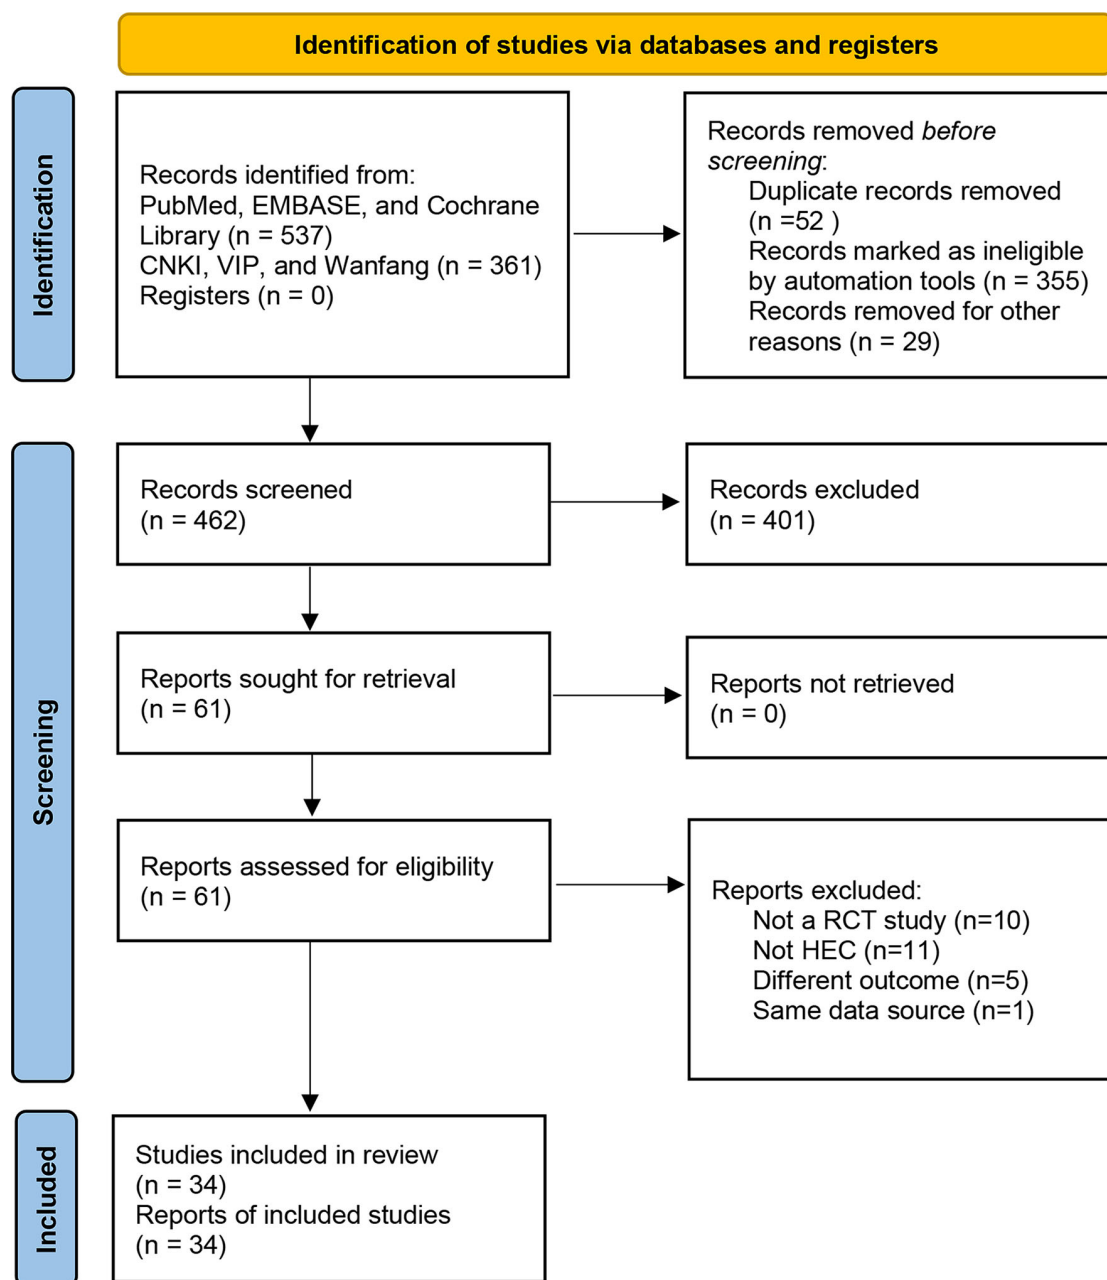 Identification of studies via databases and registers
Identification
Records identified from:
PubMed, EMBASE, and Cochrane
Library (n = 537)
CNKI, VIP, and Wanfang (n = 361)
Registers (n = 0)
Records removed before
screening:
Duplicate records removed
(n =52 )
Records marked as ineligible
by automation tools (n = 355)
Records removed for other
reasons (n = 29)
Screening
Records screened
(n = 462)
Records excluded
(n = 401)
Reports sought for retrieval
(n = 61)
Reports not retrieved
(n = 0)
Reports assessed for eligibility
(n = 61)
Reports excluded:
Not a RCT study (n=10)
Not HEC (n=11)
Different outcome (n=5)
Same data source (n=1)
Included
Studies included in review
(n = 34)
Reports of included studies
(n = 34)